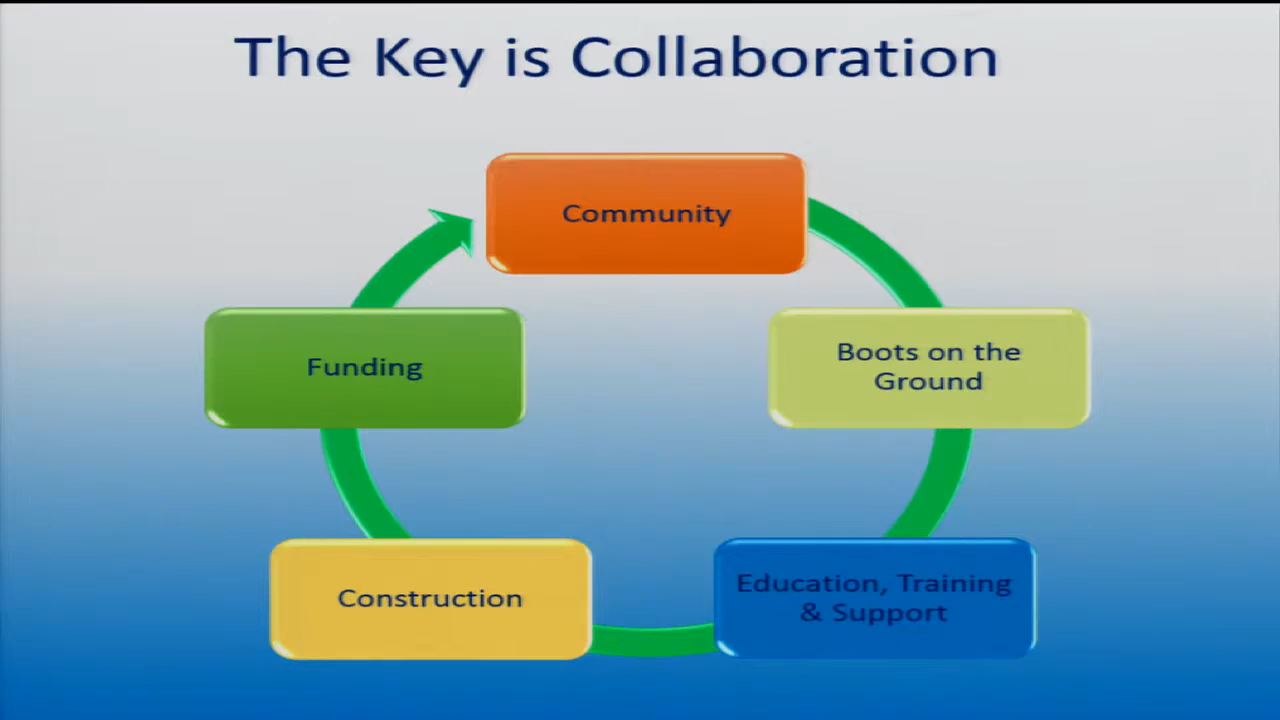 The Key is Collaboration
Community
Boots on the
Ground
Education, Training
& Support
Construction
Funding